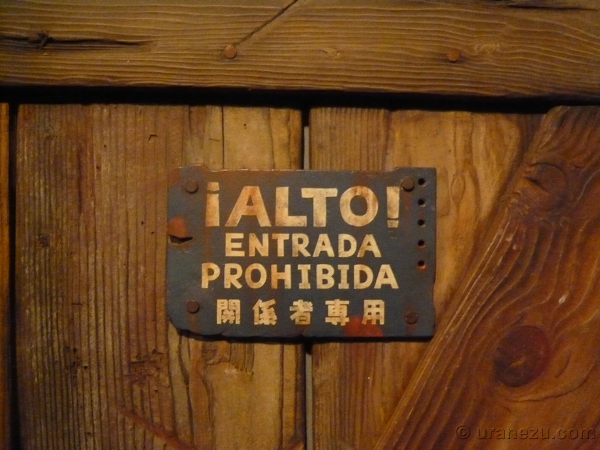 ¡ALTO!
ENTRADA
PROHIBIDA
関係者専用
© uranezu.com